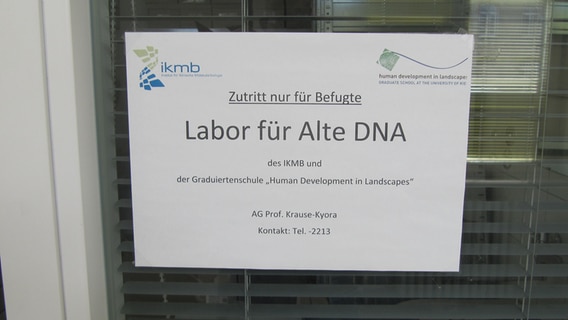 ikmb
human development in landscapes
GRADUATE SCHOOL AT THE UNIVERSITY OF KIEL
Zutritt nur für Befugte
Labor für Alte DNA
des IKMB und
der Graduiertenschule „Human Development in Landscapes“
AG Prof. Krause-Kyora
Kontakt: Tel. -2213